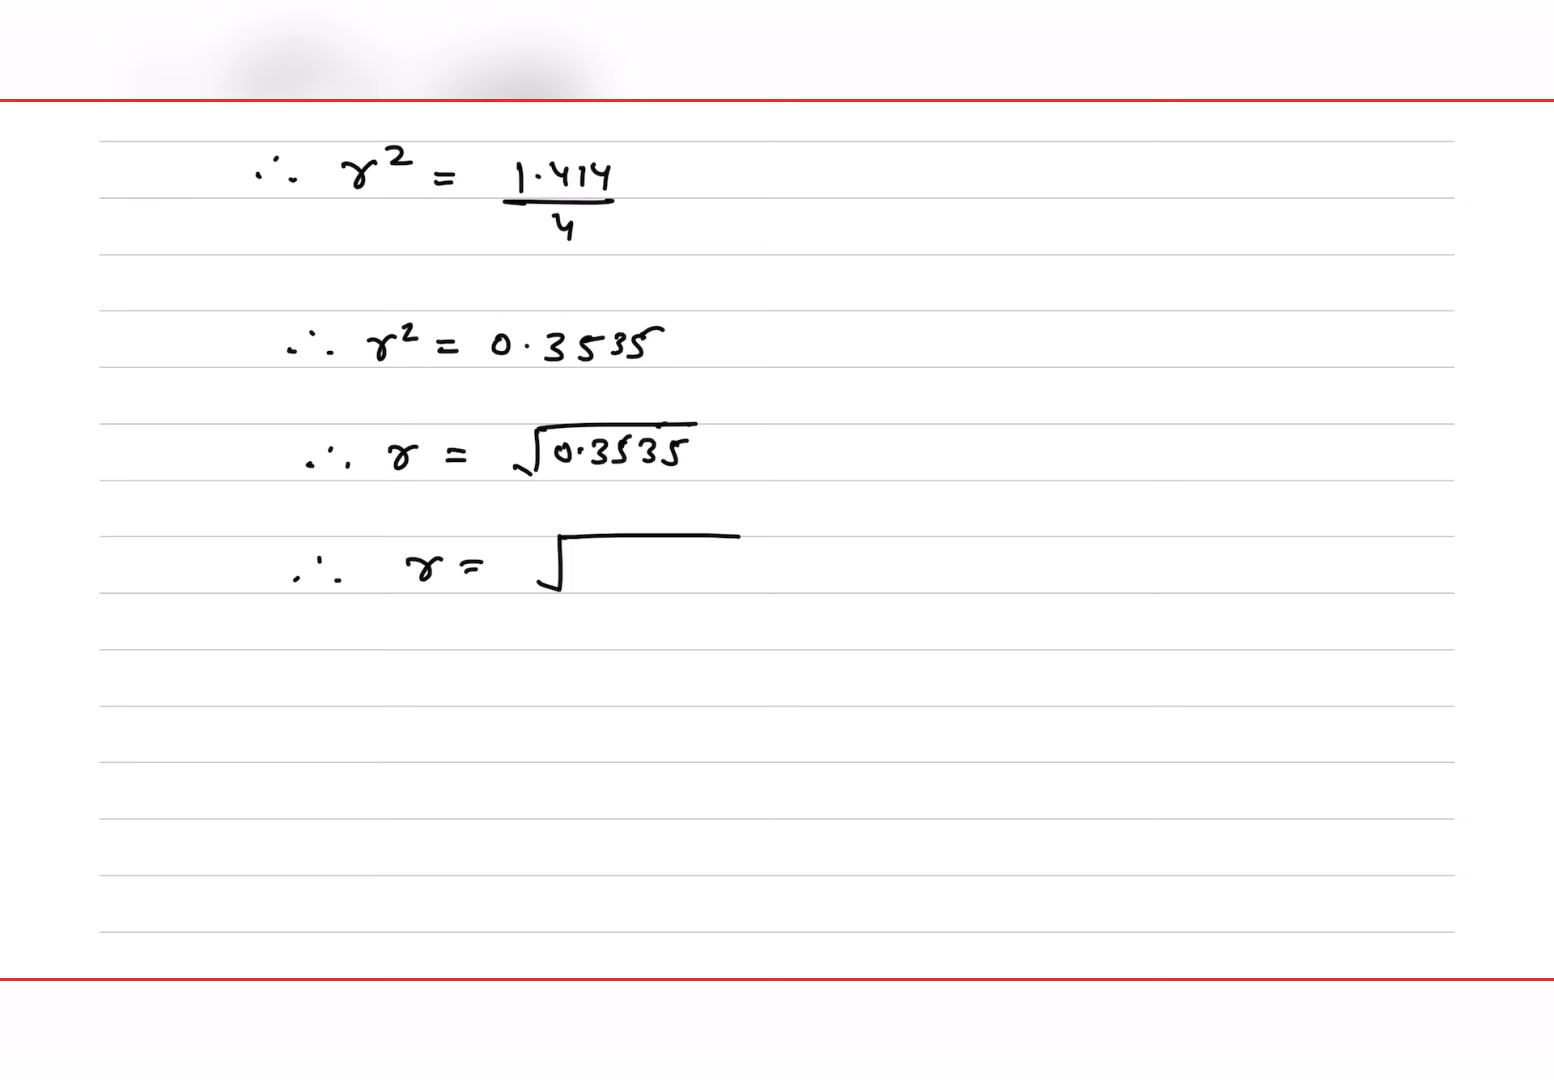 ∴ r² = 1.414/4
∴ r² = 0.3535
∴ r = √0.3535
∴ r = √